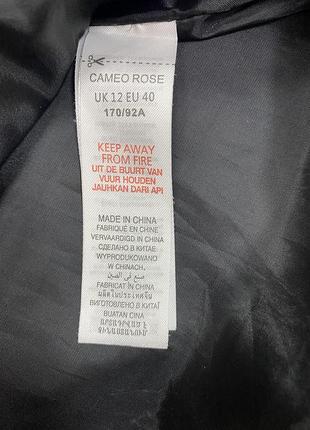 CAMEO ROSE
UK 12 EU 40
170/92A
KEEP AWAY
FROM FIRE
UIT DE BUURT VAN
VUUR HOUDEN
JAUHKAN DARI API
MADE IN CHINA
FABRIQUÉ EN CHINE
VERVAARDIGD IN CHINA
СДЕЛАНО В КИТАЕ
WYPRODUKOWANO
W CHINACH.
صنع في الصين
FABRICAT IN CHINA
ผลิตในประเทศจีน
ВИГОТОВЛЕНО В КИТАЇ
BUATAN CINA